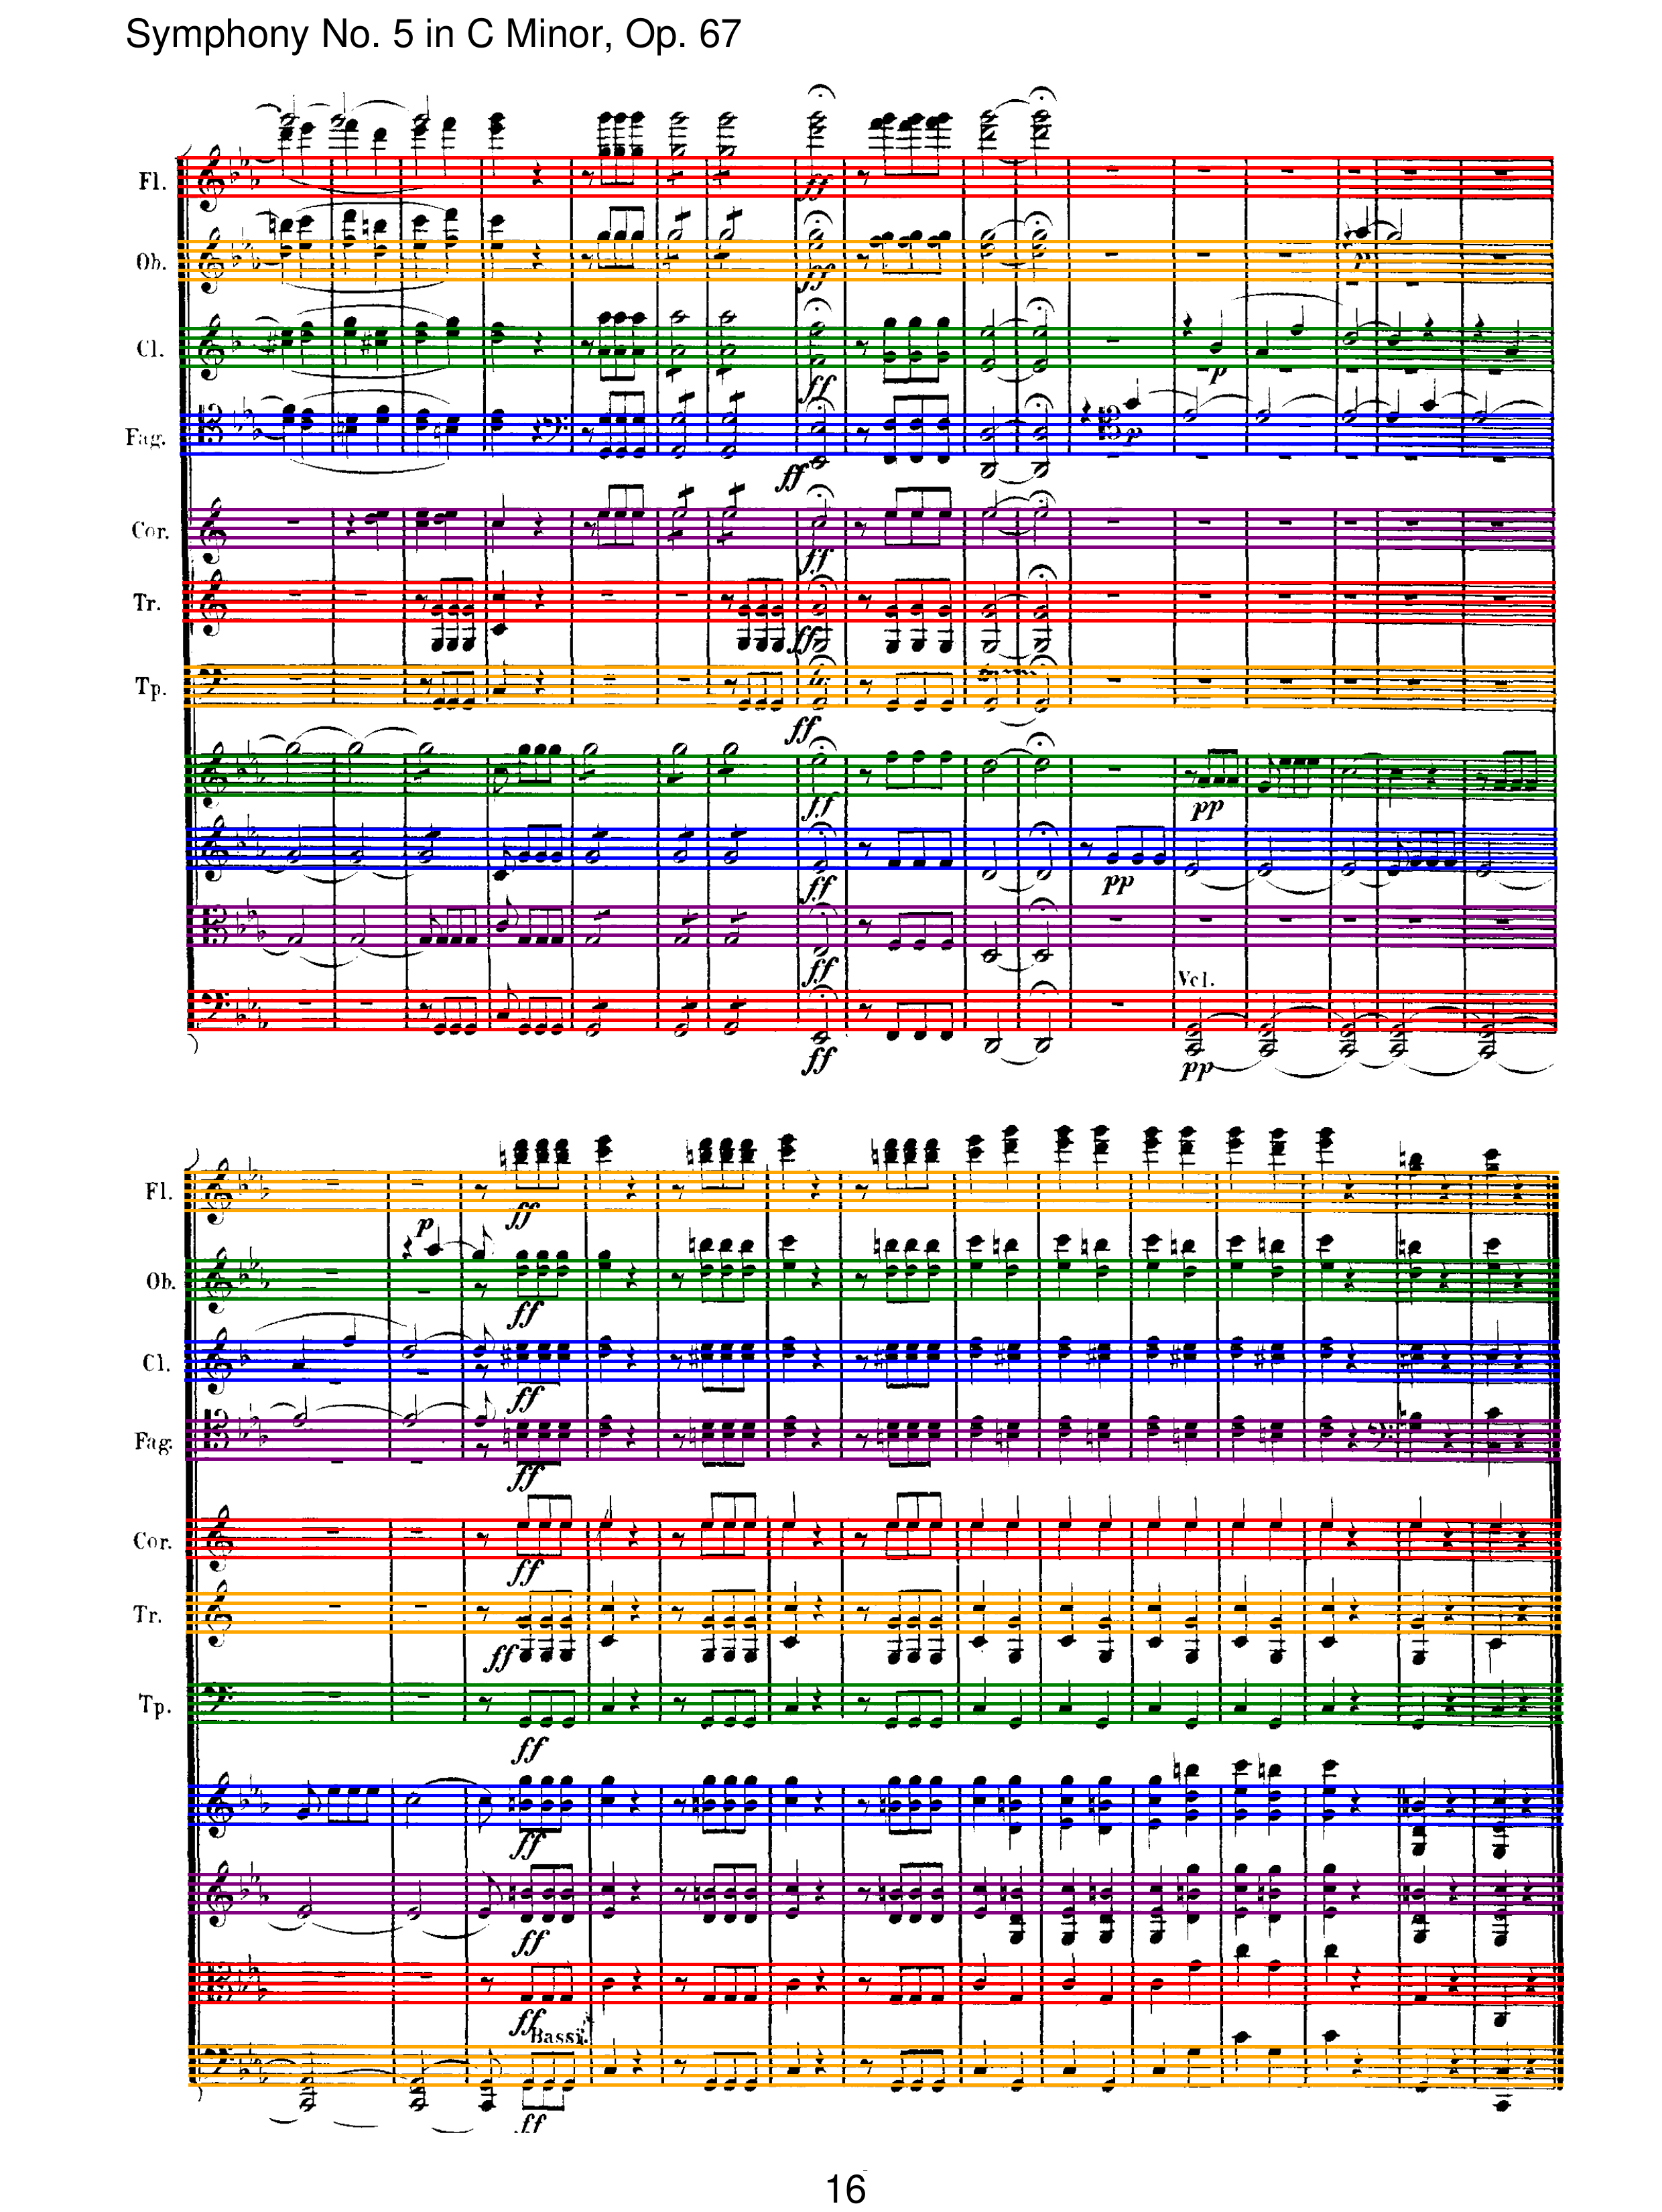 Symphony No. 5 in C Minor, Op. 67
Fl.
ff
Ob.
ff
p
Cl.
ff
p
Fag.
ff
p
Cor.
ff
Tr.
ff
Tp.
ff
ff
pp
ff
pp
ff
Vcl.
ff
pp
Fl.
ff
p
Ob.
ff
Cl.
ff
Fag.
ff
Cor.
ff
Tr.
ff
Tp.
ff
ff
ff
ff
Bassi.
ff
16